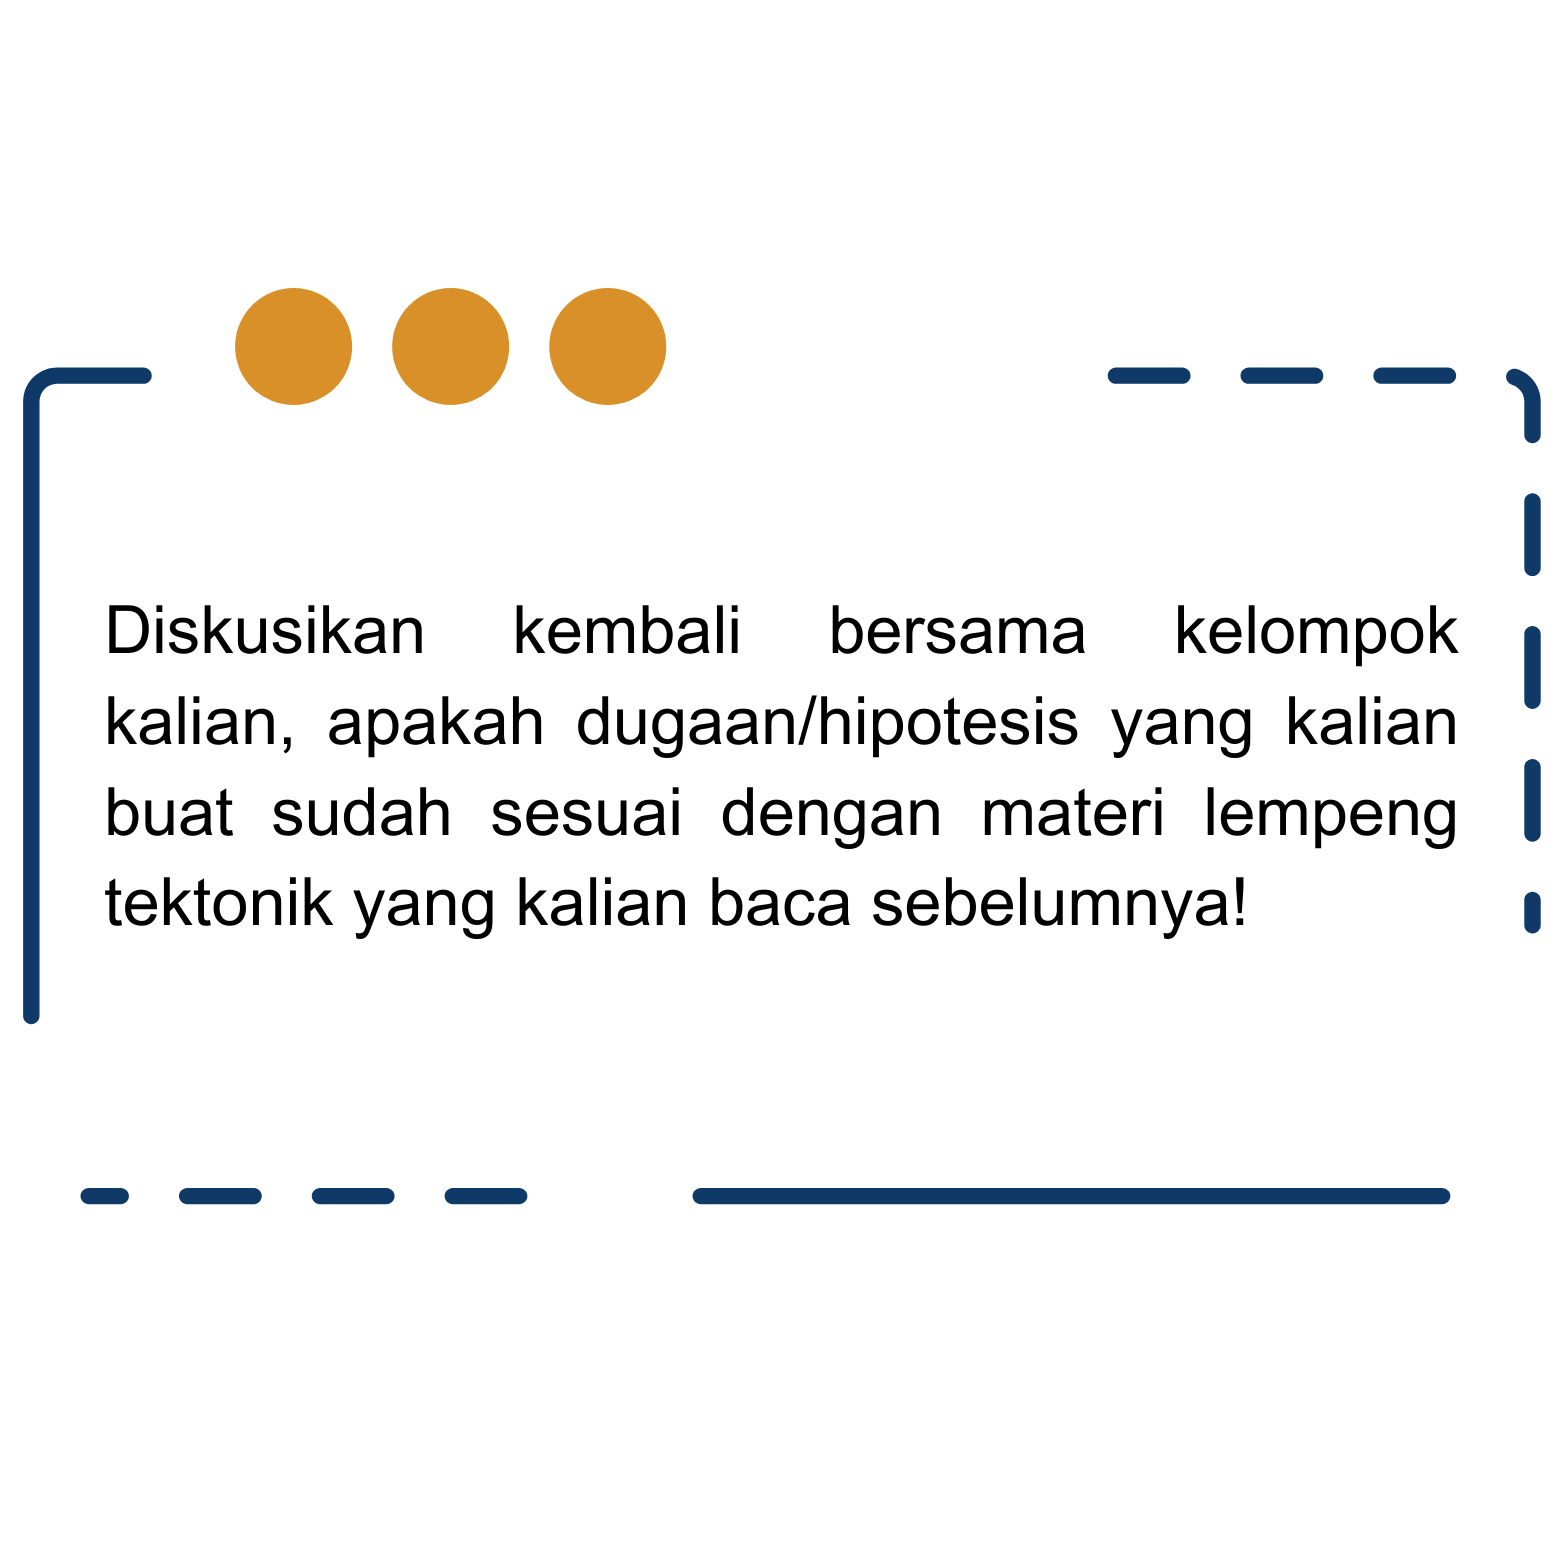 Diskusikan kembali bersama kelompok
kalian, apakah dugaan/hipotesis yang kalian
buat sudah sesuai dengan materi lempeng
tektonik yang kalian baca sebelumnya!